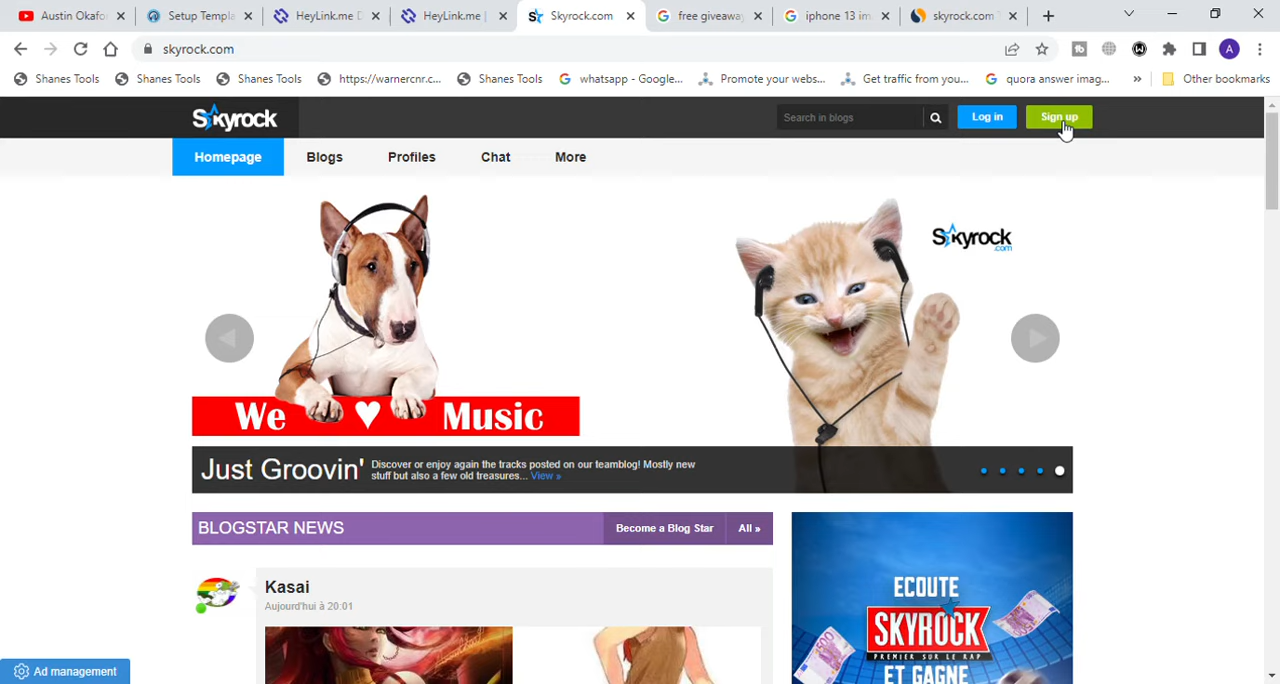 Austin Okafor
Setup Templa
HeyLink.me D
HeyLink.me |
Skyrock.com
free giveaway
iphone 13 im
skyrock.com
skyrock.com
A
Shanes Tools
Shanes Tools
Shanes Tools
https://warnercnr.c...
Shanes Tools
whatsapp - Google...
Promote your webs...
Get traffic from you...
quora answer imag...
»
Other bookmarks
Skyrock
Search in blogs
Log in
Sign up
Homepage
Blogs
Profiles
Chat
More
Skyrock
.com
We ♥ Music
Just Groovin'
Discover or enjoy again the tracks posted on our teamblog! Mostly new
stuff but also a few old treasures... View »
BLOGSTAR NEWS
Become a Blog Star
All »
Kasai
Aujourd'hui à 20:01
ECOUTE
SKYROCK
PREMIER SUR LE RAP
ET GAGNE
Ad management